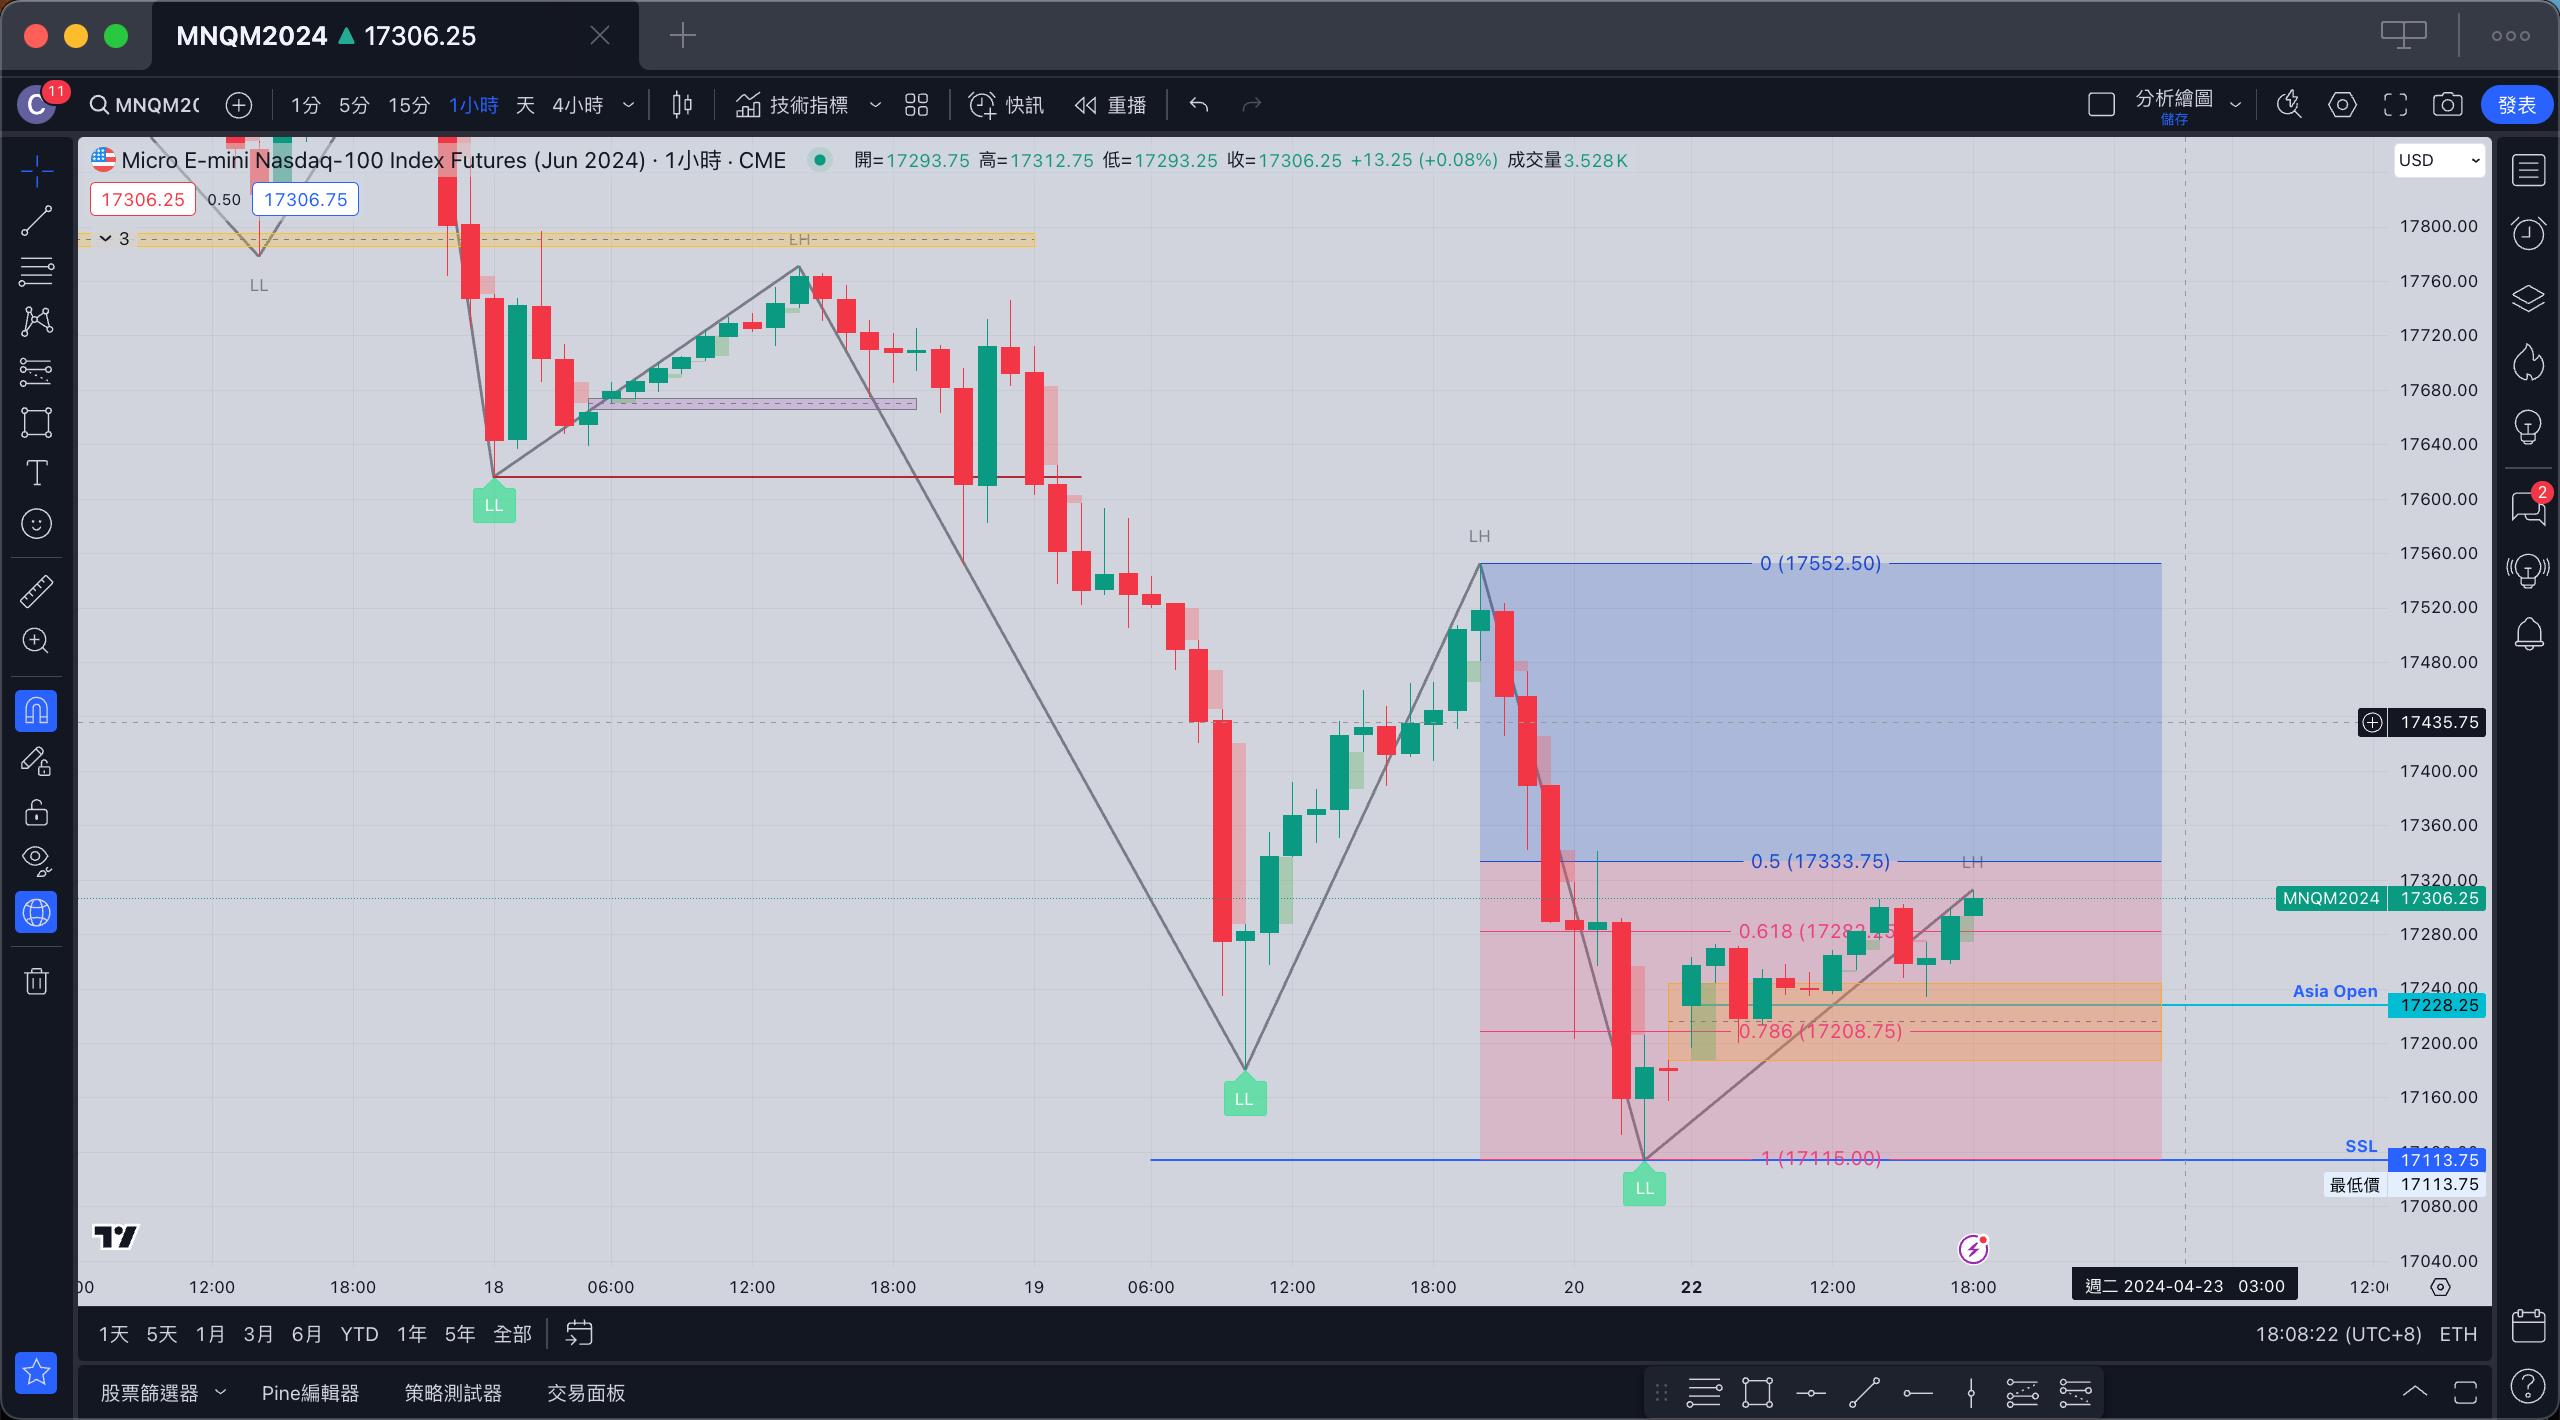 MNQM2024 ▲ 17306.25
C 11 MNQM2 1分 5分 15分 1小時 天 4小時 技術指標 快訊 重播 分析繪圖 發表
儲存
Micro E-mini Nasdaq-100 Index Futures (Jun 2024) · 1小時 · CME 開=17293.75 高=17312.75 低=17293.25 收=17306.25 +13.25 (+0.08%) 成交量3.528K
USD
17306.25 0.50 17306.75
3
LH
LL
LL
LH
0 (17552.50)
0.5 (17333.75)
LH
0.618 (17282.25)
0.786 (17208.75)
1 (17115.00)
LL
LL
17800.00
17760.00
17720.00
17680.00
17640.00
17600.00
17560.00
17520.00
17480.00
17435.75
17400.00
17360.00
17320.00
MNQM2024 17306.25
17280.00
17240.00
Asia Open 17228.25
17200.00
17160.00
SSL 17113.75
最低價 17113.75
17080.00
17040.00
2
12:00 18:00 18 06:00 12:00 18:00 19 06:00 12:00 18:00 20 22 12:00 18:00 週二 2024-04-23 03:00 12:0
1天 5天 1月 3月 6月 YTD 1年 5年 全部 18:08:22 (UTC+8) ETH
股票篩選器 Pine編輯器 策略測試器 交易面板